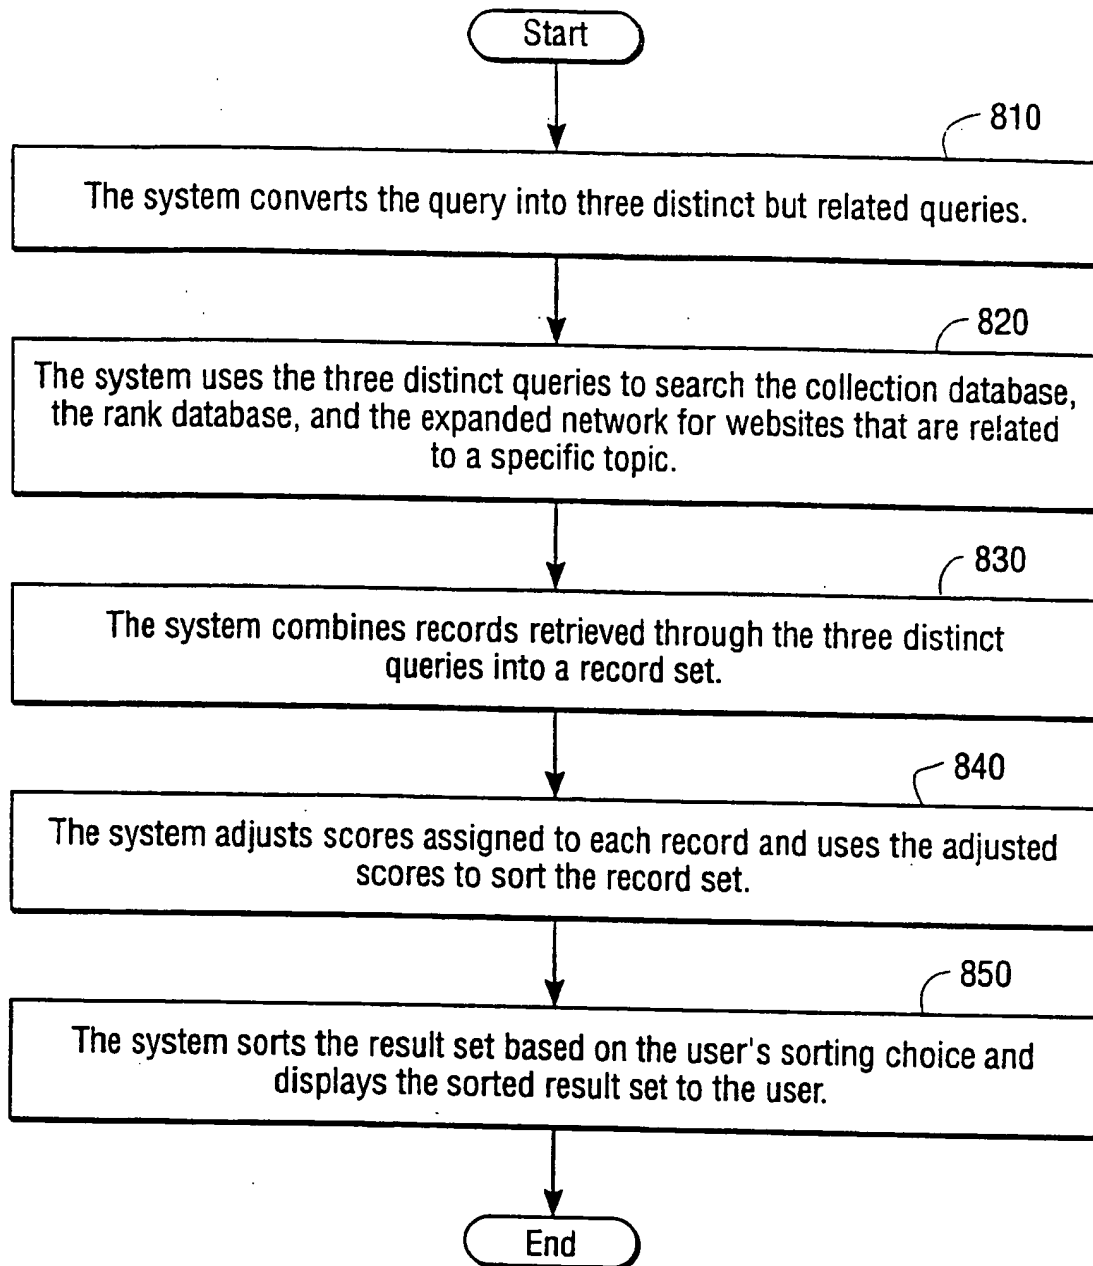 Start
810
The system converts the query into three distinct but related queries.
820
The system uses the three distinct queries to search the collection database,
the rank database, and the expanded network for websites that are related
to a specific topic.
830
The system combines records retrieved through the three distinct
queries into a record set.
840
The system adjusts scores assigned to each record and uses the adjusted
scores to sort the record set.
850
The system sorts the result set based on the user's sorting choice and
displays the sorted result set to the user.
End